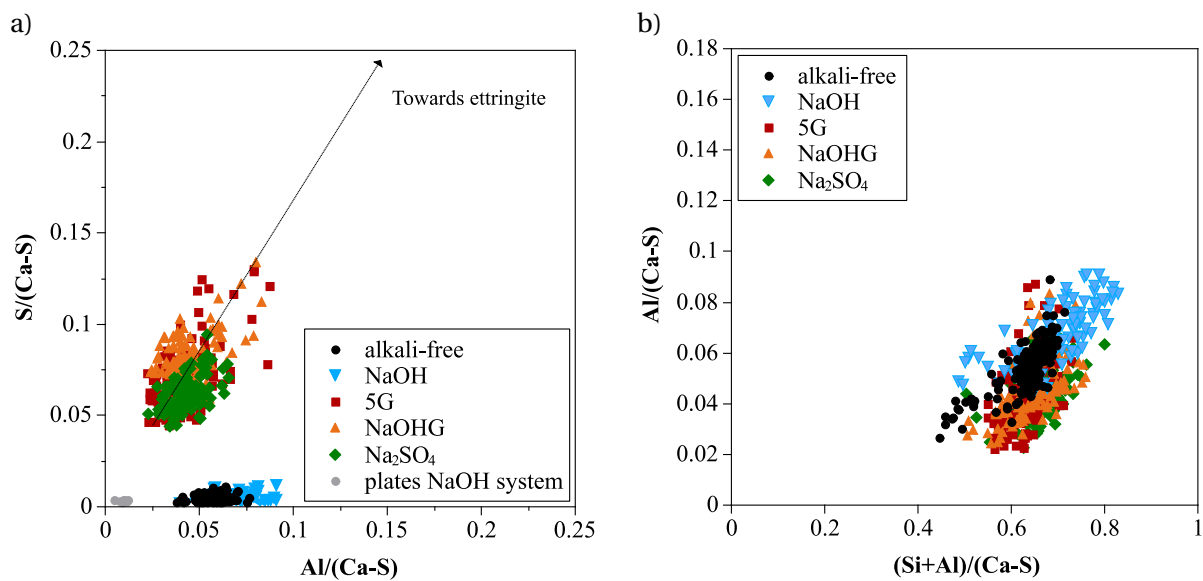 a)
0.25
0.2
0.15
0.1
0.05
0
S/(Ca-S)
Towards ettringite
alkali-free
NaOH
5G
NaOHG
Na₂SO₄
plates NaOH system
0
0.05
0.1
0.15
0.2
0.25
Al/(Ca-S)
b)
0.18
0.16
0.14
0.12
0.1
0.08
0.06
0.04
0.02
0
Al/(Ca-S)
alkali-free
NaOH
5G
NaOHG
Na₂SO₄
0
0.2
0.4
0.6
0.8
1
(Si+Al)/(Ca-S)